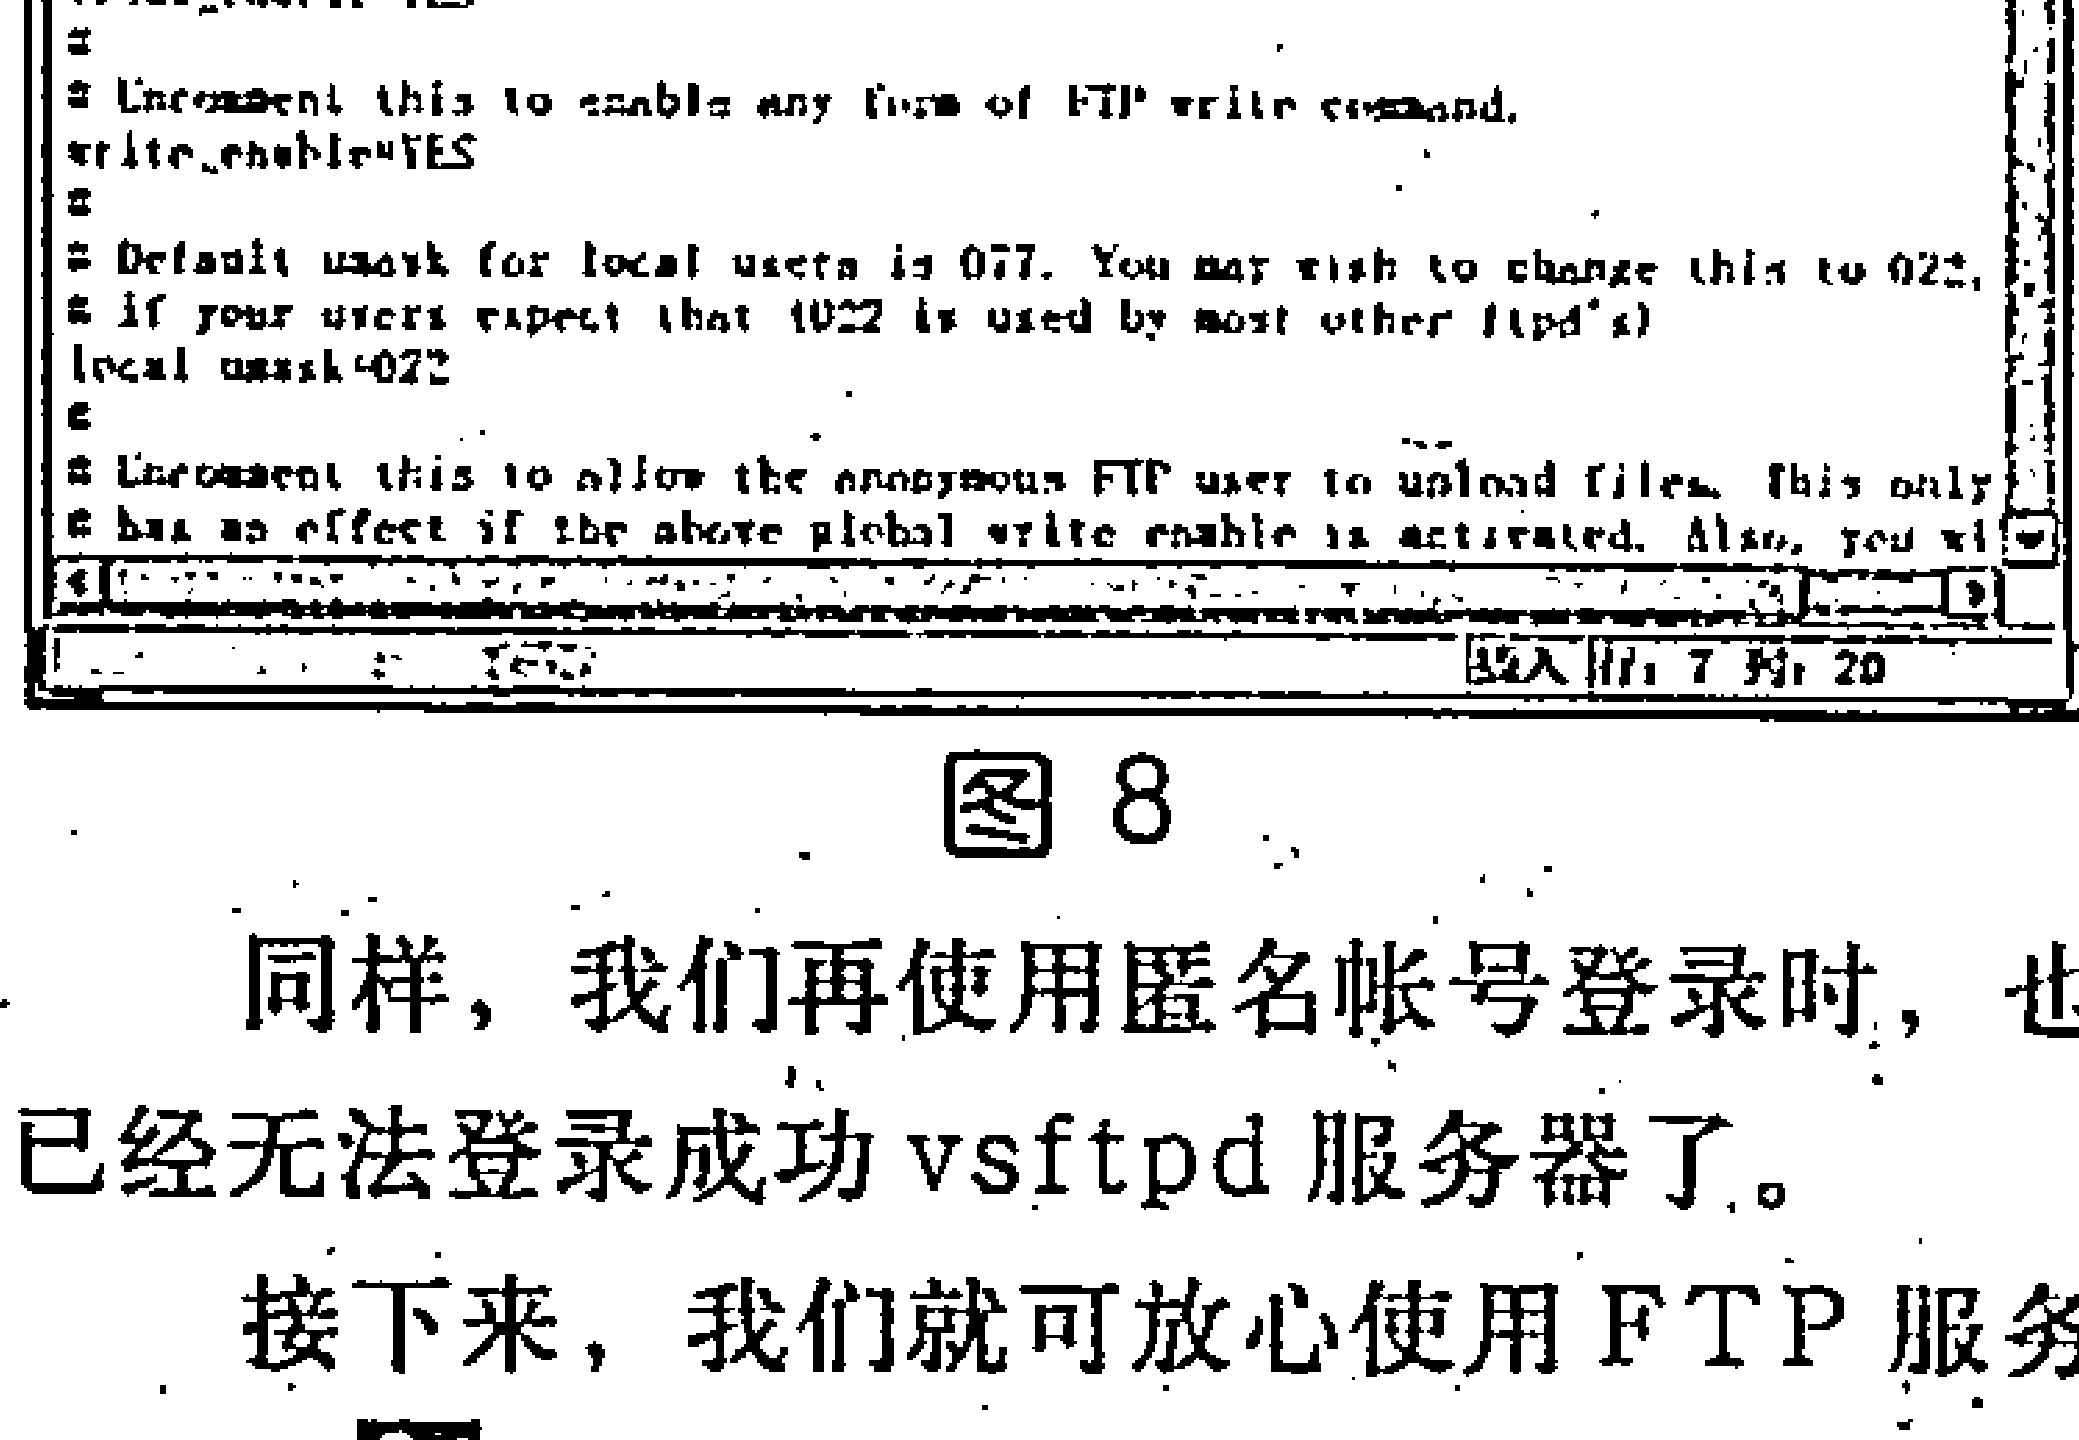 #
# Uncomment this to enable any form of FTP write command.
write_enable=YES
#
# Default umask for local users is 077. You may wish to change this to 022,
# if your users expect that (022 is used by most other ftpd's)
local_umask=022
#
# Uncomment this to allow the anonymous FTP user to upload files. This only
# has an effect if the above global write enable is activated. Also, you wi
插入 行: 7 列: 20
图 8
同样，我们再使用匿名帐号登录时，也
已经无法登录成功 vsftpd 服务器了。
接下来，我们就可放心使用 FTP 服务